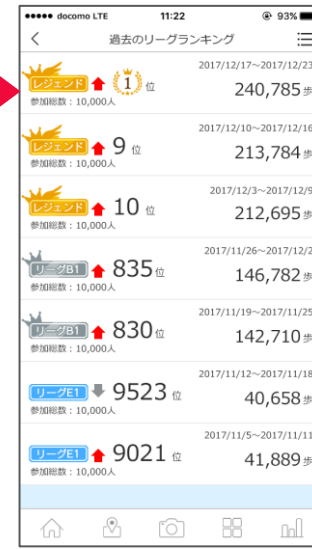 docomo LTE 11:22 93%
過去のリーグランキング
2017/12/17～2017/12/23
レジェンド 1 位 240,785 歩
参加総数：10,000人
2017/12/10～2017/12/16
レジェンド 9 位 213,784 歩
参加総数：10,000人
2017/12/3～2017/12/9
レジェンド 10 位 212,695 歩
参加総数：10,000人
2017/11/26～2017/12/2
リーグB1 835 位 146,782 歩
参加総数：10,000人
2017/11/19～2017/11/25
リーグB1 830 位 142,710 歩
参加総数：10,000人
2017/11/12～2017/11/18
リーグE1 9523 位 40,658 歩
参加総数：10,000人
2017/11/5～2017/11/11
リーグE1 9021 位 41,889 歩
参加総数：10,000人